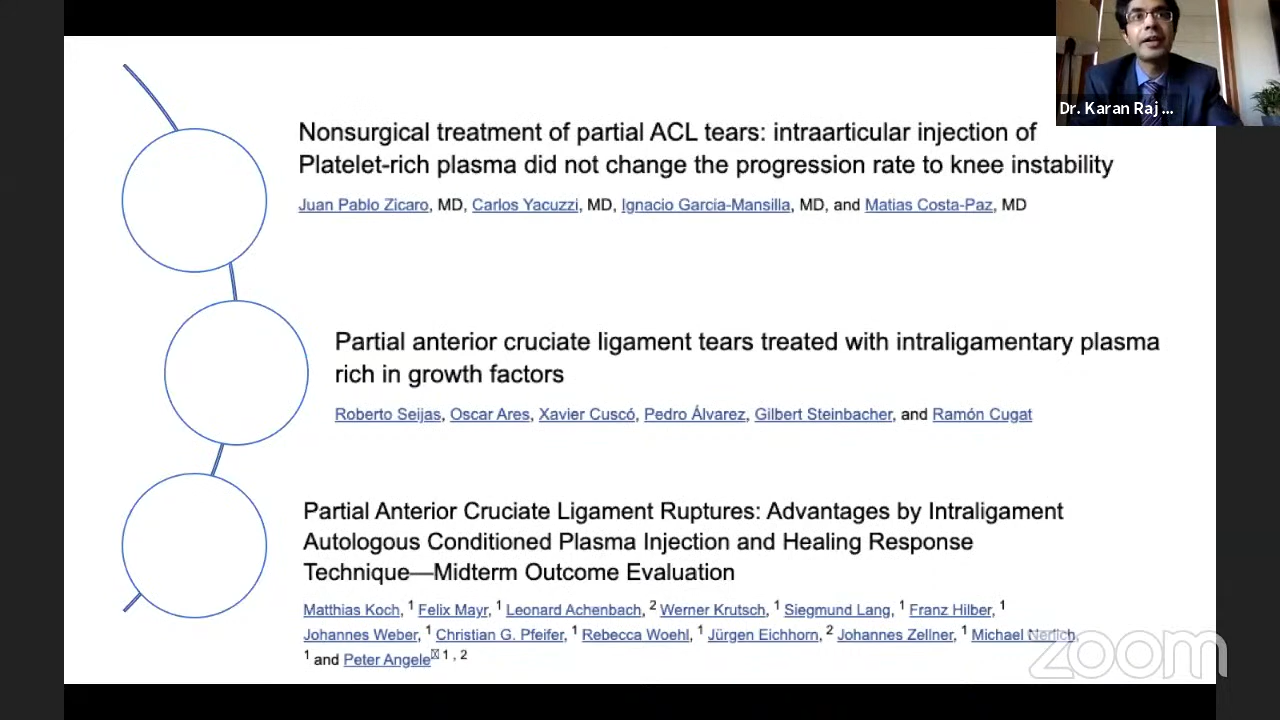 Dr. Karan Raj ...
Nonsurgical treatment of partial ACL tears: intraarticular injection of
Platelet-rich plasma did not change the progression rate to knee instability
Juan Pablo Zicaro, MD, Carlos Yacuzzi, MD, Ignacio Garcia-Mansilla, MD, and Matias Costa-Paz, MD
Partial anterior cruciate ligament tears treated with intraligamentary plasma
rich in growth factors
Roberto Seijas, Oscar Ares, Xavier Cuscó, Pedro Álvarez, Gilbert Steinbacher, and Ramón Cugat
Partial Anterior Cruciate Ligament Ruptures: Advantages by Intraligament
Autologous Conditioned Plasma Injection and Healing Response
Technique—Midterm Outcome Evaluation
Matthias Koch, 1 Felix Mayr, 1 Leonard Achenbach, 2 Werner Krutsch, 1 Siegmund Lang, 1 Franz Hilber, 1
Johannes Weber, 1 Christian G. Pfeifer, 1 Rebecca Woehl, 1 Jürgen Eichhorn, 2 Johannes Zellner, 1 Michael Nerlich,
1 and Peter Angele 1 , 2
zoom